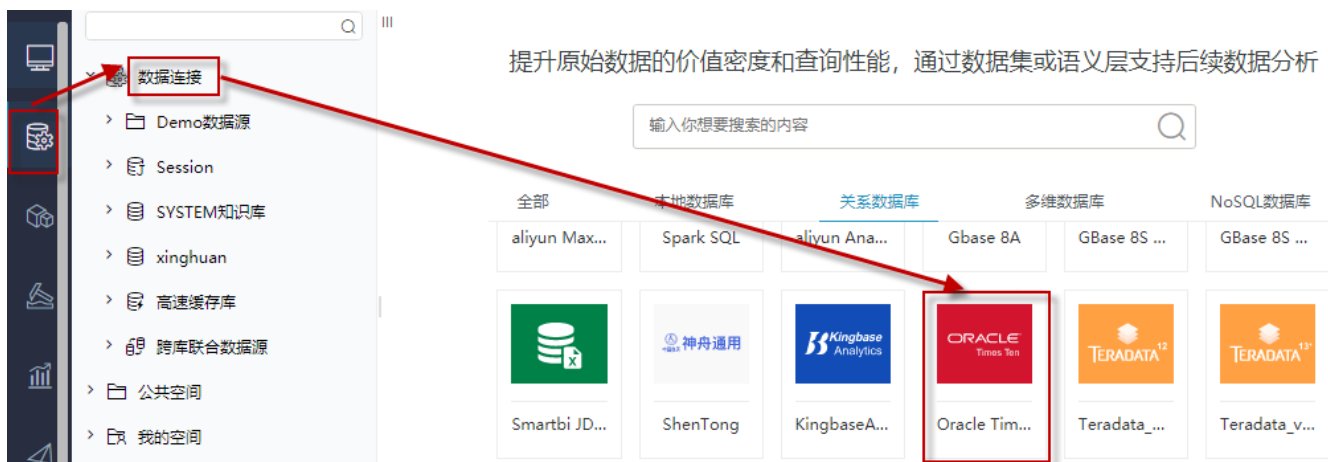 数据连接
Demo数据源
Session
SYSTEM知识库
xinghuan
高速缓存库
跨库联合数据源
公共空间
我的空间
提升原始数据的价值密度和查询性能，通过数据集或语义层支持后续数据分析
输入你想要搜索的内容
全部 本地数据库 关系数据库 多维数据库 NoSQL数据库
aliyun Max... Spark SQL aliyun Ana... Gbase 8A GBase 8S ... GBase 8S ...
神舟通用 Kingbase Analytics ORACLE Times Ten TERADATA 12 TERADATA 13+
Smartbi JD... ShenTong KingbaseA... Oracle Tim... Teradata_... Teradata_v...